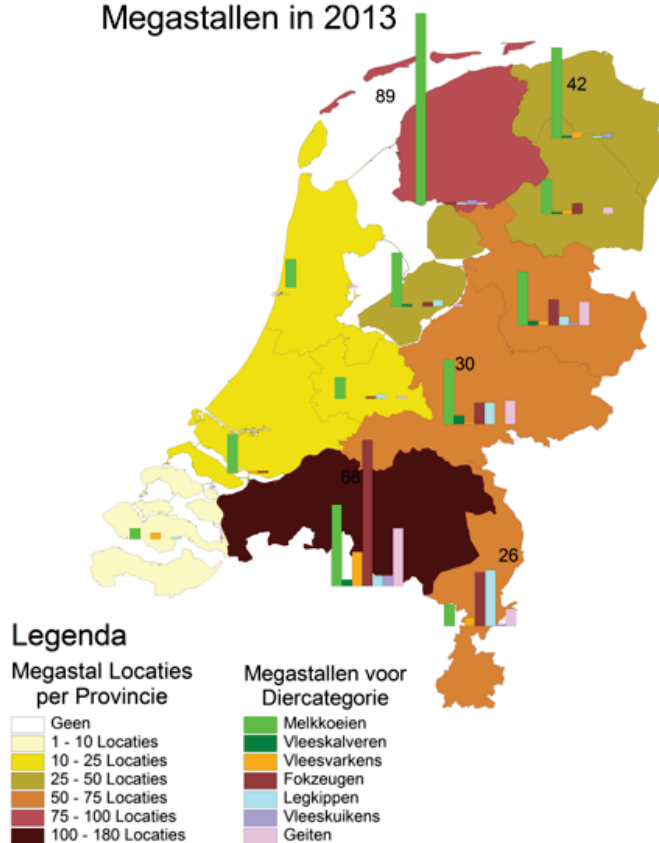 Megastallen in 2013
89
42
30
68
26
Legenda
Megastal Locaties
per Provincie
Geen
1 - 10 Locaties
10 - 25 Locaties
25 - 50 Locaties
50 - 75 Locaties
75 - 100 Locaties
100 - 180 Locaties
Megastallen voor
Diercategorie
Melkkoeien
Vleeskalveren
Vleesvarkens
Fokzeugen
Legkippen
Vleeskuikens
Geiten